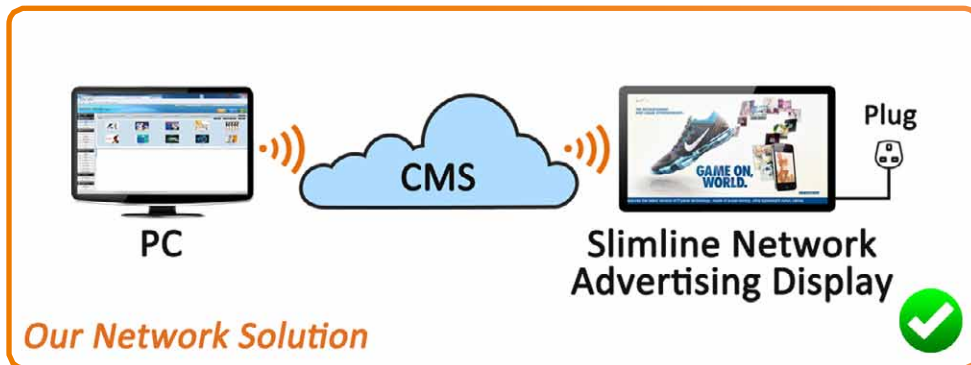 CMS
Plug
GAME ON,
WORLD.
PC
Slimline Network
Advertising Display
Our Network Solution